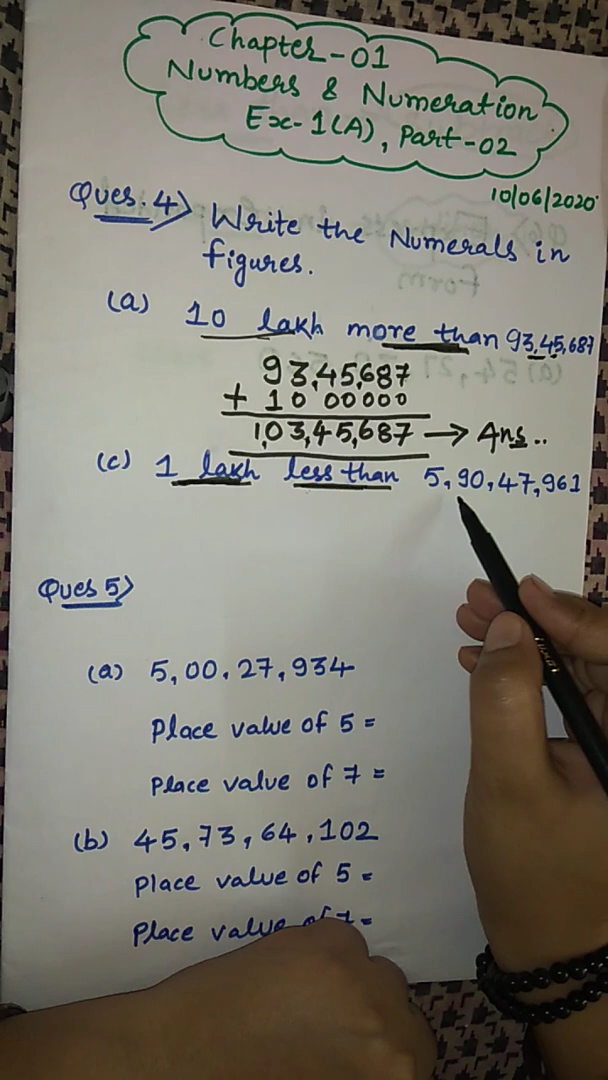 Chapter-01
Numbers & Numeration
Ex-1(A), Part-02
10/06/2020
Ques. 4> Write the Numerals in
figures.
(a) 10 lakh more than 93,45,687
93,45,687
+ 10 00000
1,03,45,687 → Ans..
(c) 1 lakh less than 5,90,47,961
Ques 5>
(a) 5,00.27,934
Place value of 5 =
Place value of 7 =
(b) 45,73,64,102
Place value of 5 =
Place value of 7 =